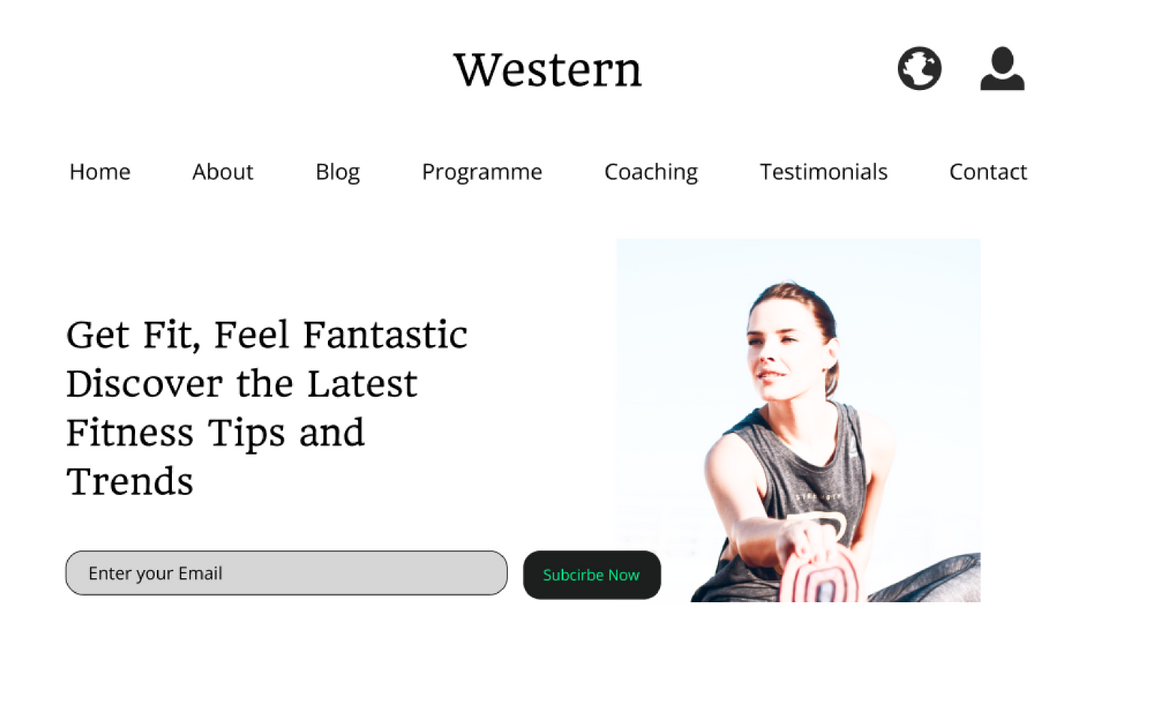 Western
Home About Blog Programme Coaching Testimonials Contact
Get Fit, Feel Fantastic
Discover the Latest
Fitness Tips and
Trends
Enter your Email Subcirbe Now